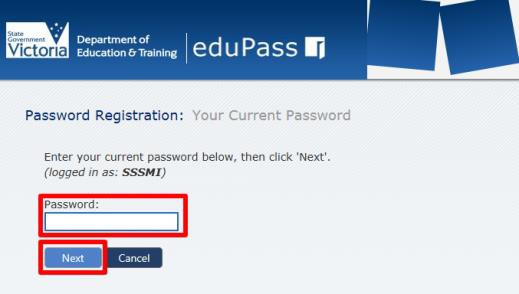 State
Government
Victoria
Department of
Education & Training
eduPass
Password Registration: Your Current Password
Enter your current password below, then click 'Next'.
(logged in as: SSSMI)
Password:
Next Cancel